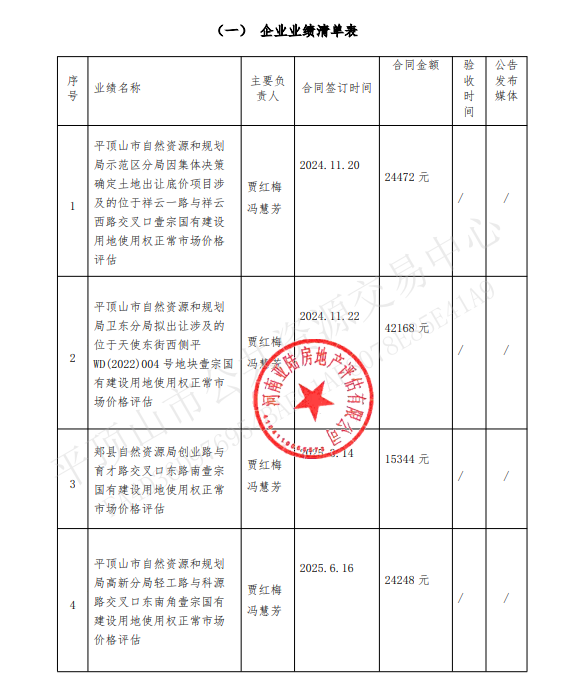 （一） 企业业绩清单表
序号
业绩名称
主要负责人
合同签订时间
合同金额
验收时间
公告发布媒体
1
平顶山市自然资源和规划
局示范区分局因集体决策
确定土地出让底价项目涉
及的位于祥云一路与祥云
西路交叉口壹宗国有建设
用地使用权正常市场价格
评估
贾红梅
冯慧芳
2024.11.20
24472 元
/
/
2
平顶山市自然资源和规划
局卫东分局拟出让涉及的
位于天使东街西侧平
WD(2022)004 号地块壹宗国
有建设用地使用权正常市
场价格评估
贾红梅
冯慧芳
2024.11.22
42168 元
/
/
3
郏县自然资源局创业路与
育才路交叉口东路南壹宗
国有建设用地使用权正常
市场价格评估
贾红梅
冯慧芳
3.14
15344 元
/
/
4
平顶山市自然资源和规划
局高新分局轻工路与科源
路交叉口东南角壹宗国有
建设用地使用权正常市场
价格评估
贾红梅
冯慧芳
2025.6.16
24248 元
/
/
河南亚陆房地产评估有限公司
平顶山市公共资源交易中心